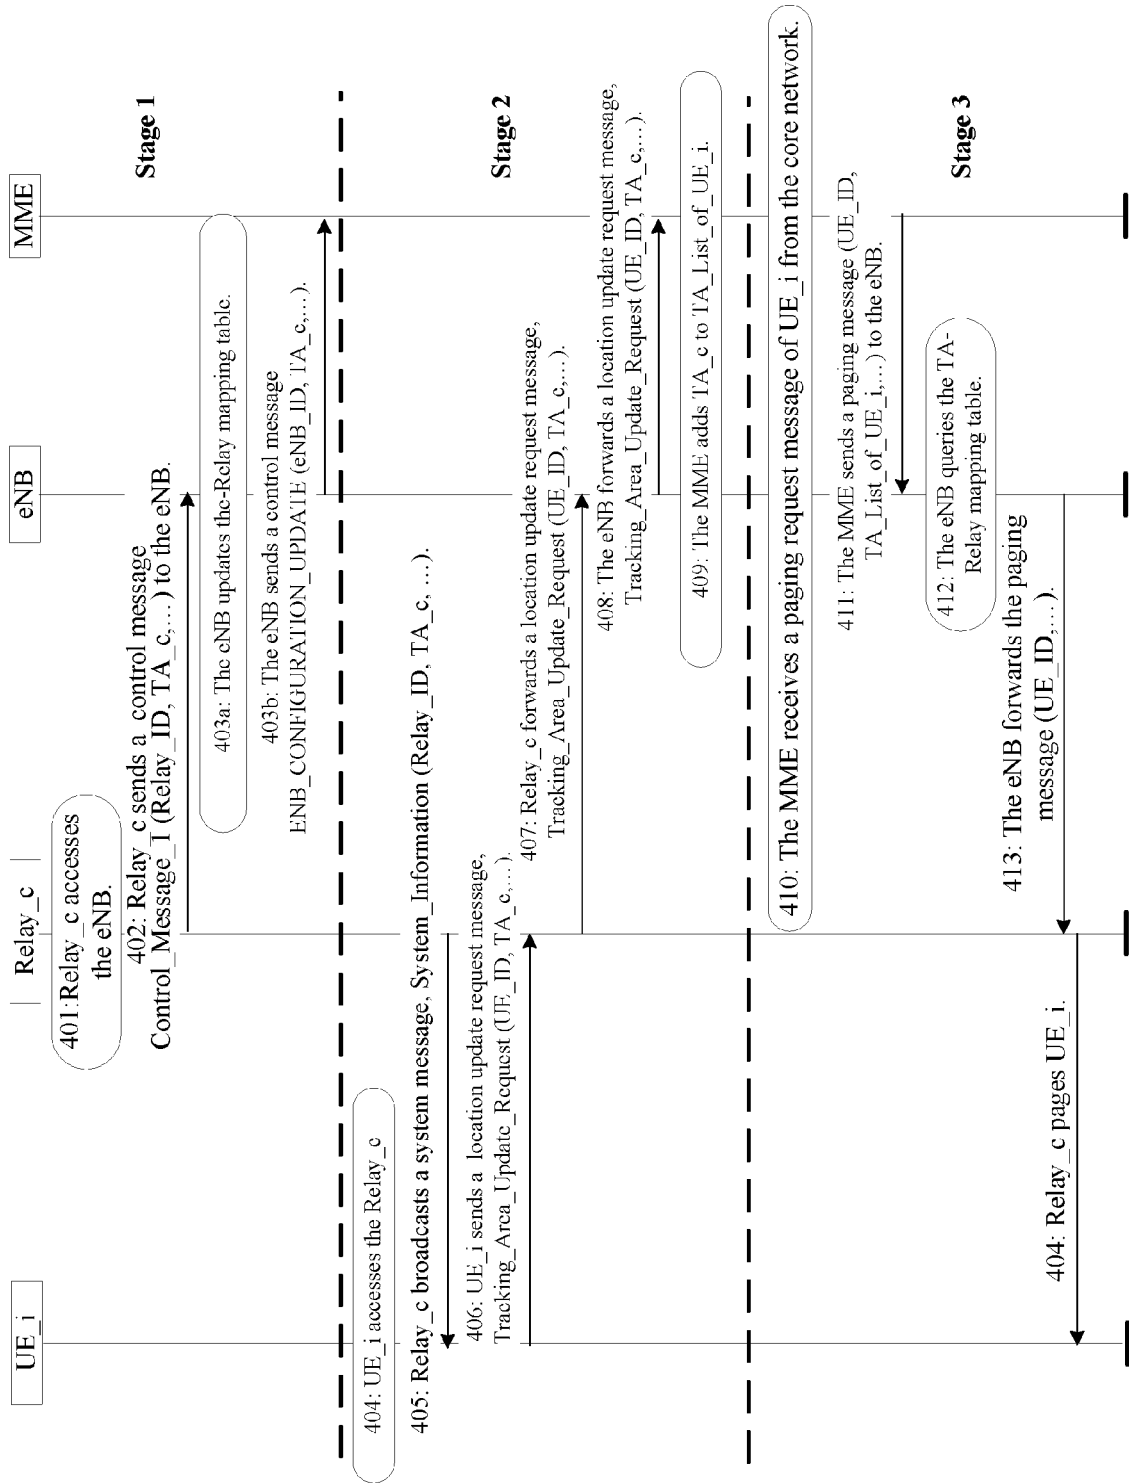 UE_i
Relay_c
eNB
MME
401:Relay_c accesses
the eNB.
402: Relay_c sends a control message
Control_Message_1 (Relay_ID, TA_c,…) to the eNB.
Stage 1
403a: The eNB updates the-Relay mapping table.
403b: The eNB sends a control message
ENB_CONFIGURATION_UPDATE (eNB_ID, TA_c,…).
404: UE_i accesses the Relay_c
405: Relay_c broadcasts a system message, System_Information (Relay_ID, TA_c, …).
406: UE_i sends a location update request message,
Tracking_Area_Update_Request (UE_ID, TA_c,…).
Stage 2
407: Relay_c forwards a location update request message,
Tracking_Area_Update_Request (UE_ID, TA_c,…).
408: The eNB forwards a location update request message,
Tracking_Area_Update_Request (UE_ID, TA_c,…).
409: The MME adds TA_c to TA_List_of_UE_i.
410: The MME receives a paging request message of UE_i from the core network.
411: The MME sends a paging message (UE_ID,
TA_List_of_UE_i,…) to the eNB.
Stage 3
412: The eNB queries the TA-
Relay mapping table.
413: The eNB forwards the paging
message (UE_ID,…).
404: Relay_c pages UE_i.